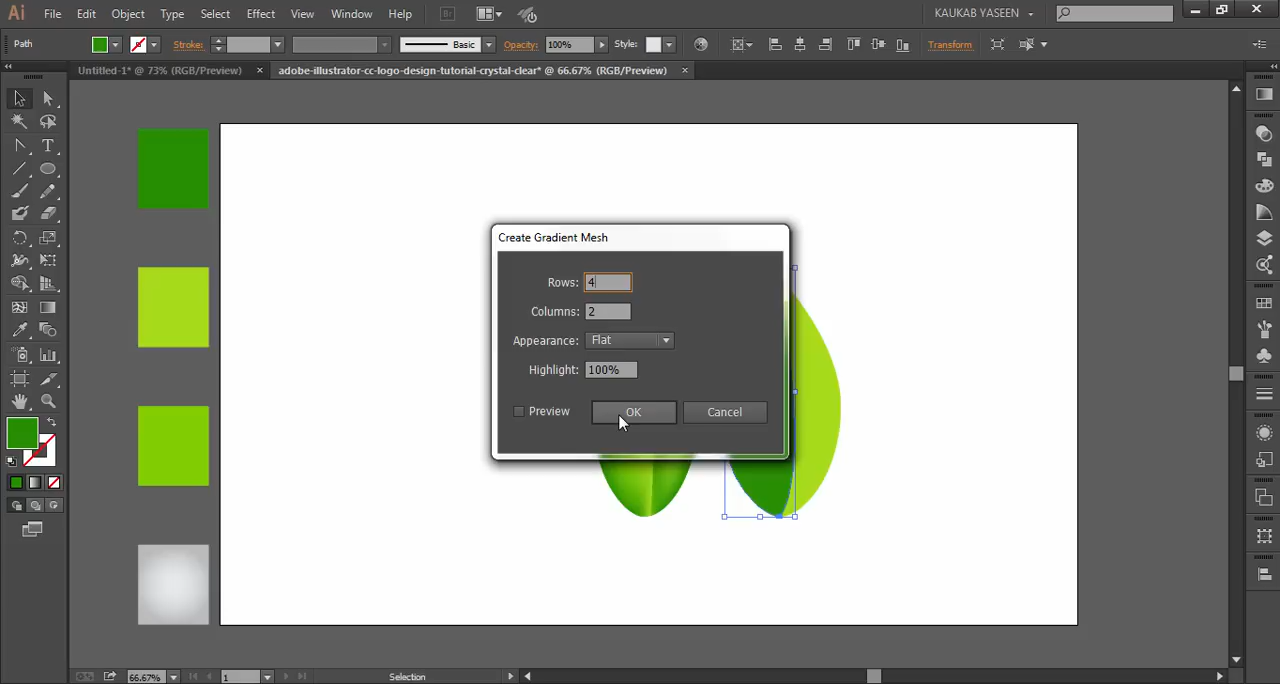 Ai File Edit Object Type Select Effect View Window Help Br KAUKAB YASEEN
Path Stroke: Basic Opacity: 100% Style: Transform
Untitled-1* @ 73% (RGB/Preview) × adobe-illustrator-cc-logo-design-tutorial-crystal-clear* @ 66.67% (RGB/Preview) ×
T
Create Gradient Mesh
Rows: 4
Columns: 2
Appearance: Flat
Highlight: 100%
Preview OK Cancel
66.67% 1 Selection